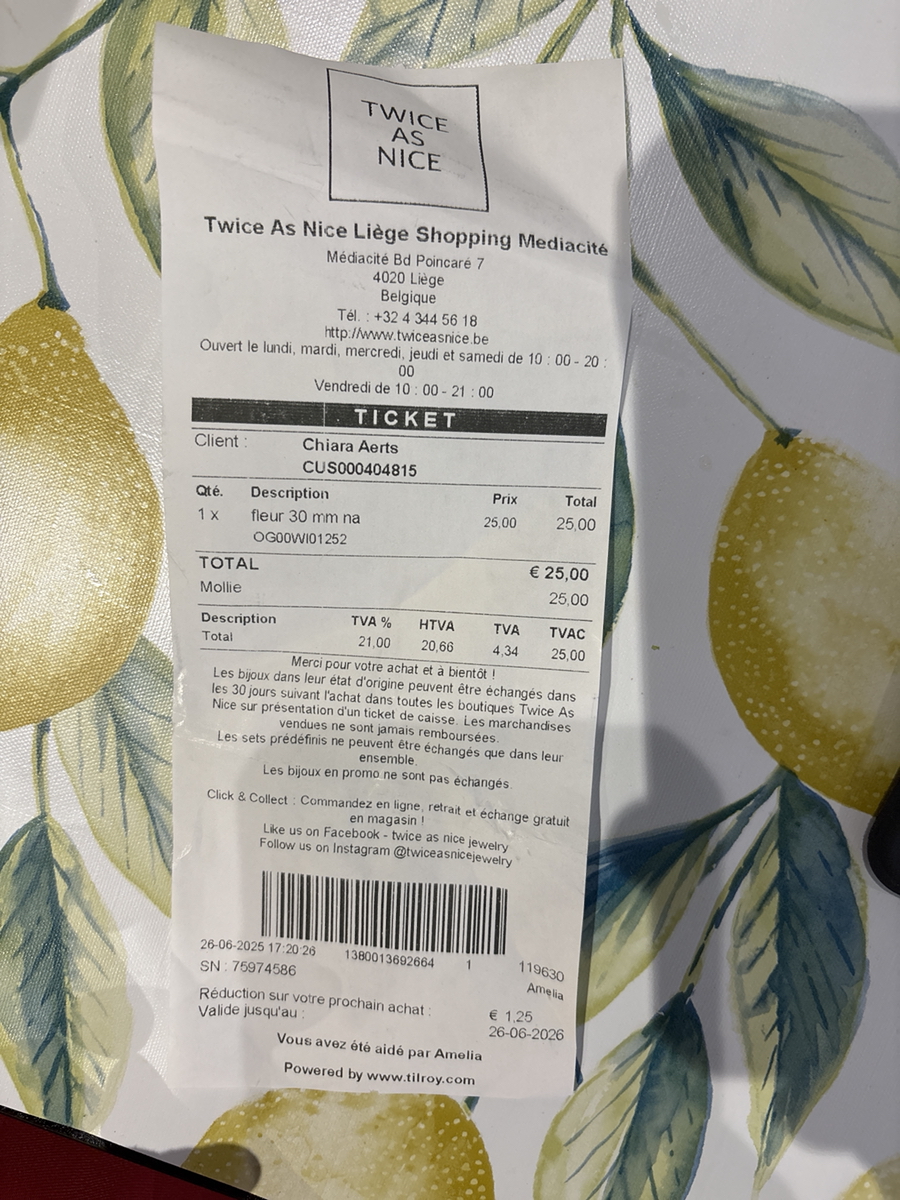 TWICE
AS
NICE
Twice As Nice Liège Shopping Mediacité
Médiacité Bd Poincaré 7
4020 Liège
Belgique
Tél. : +32 4 344 56 18
http://www.twiceasnice.be
Ouvert le lundi, mardi, mercredi, jeudi et samedi de 10 : 00 - 20 :
00
Vendredi de 10 : 00 - 21 : 00
TICKET
Client : Chiara Aerts
CUS000404815
Qté. Description Prix Total
1 x fleur 30 mm na 25,00 25,00
OG00WI01252
TOTAL € 25,00
Mollie 25,00
Description TVA % HTVA TVA TVAC
Total 21,00 20,66 4,34 25,00
Merci pour votre achat et à bientôt !
Les bijoux dans leur état d'origine peuvent être échangés dans
les 30 jours suivant l'achat dans toutes les boutiques Twice As
Nice sur présentation d'un ticket de caisse. Les marchandises
vendues ne sont jamais remboursées.
Les sets prédéfinis ne peuvent être échangés que dans leur
ensemble.
Les bijoux en promo ne sont pas échangés.
Click & Collect : Commandez en ligne, retrait et échange gratuit
en magasin !
Like us on Facebook - twice as nice jewelry
Follow us on Instagram @twiceasnicejewelry
26-06-2025 17:20:26 1380013692664 1 119630
SN : 75974586 Amelia
Réduction sur votre prochain achat : € 1,25
Valide jusqu'au : 26-06-2026
Vous avez été aidé par Amelia
Powered by www.tilroy.com